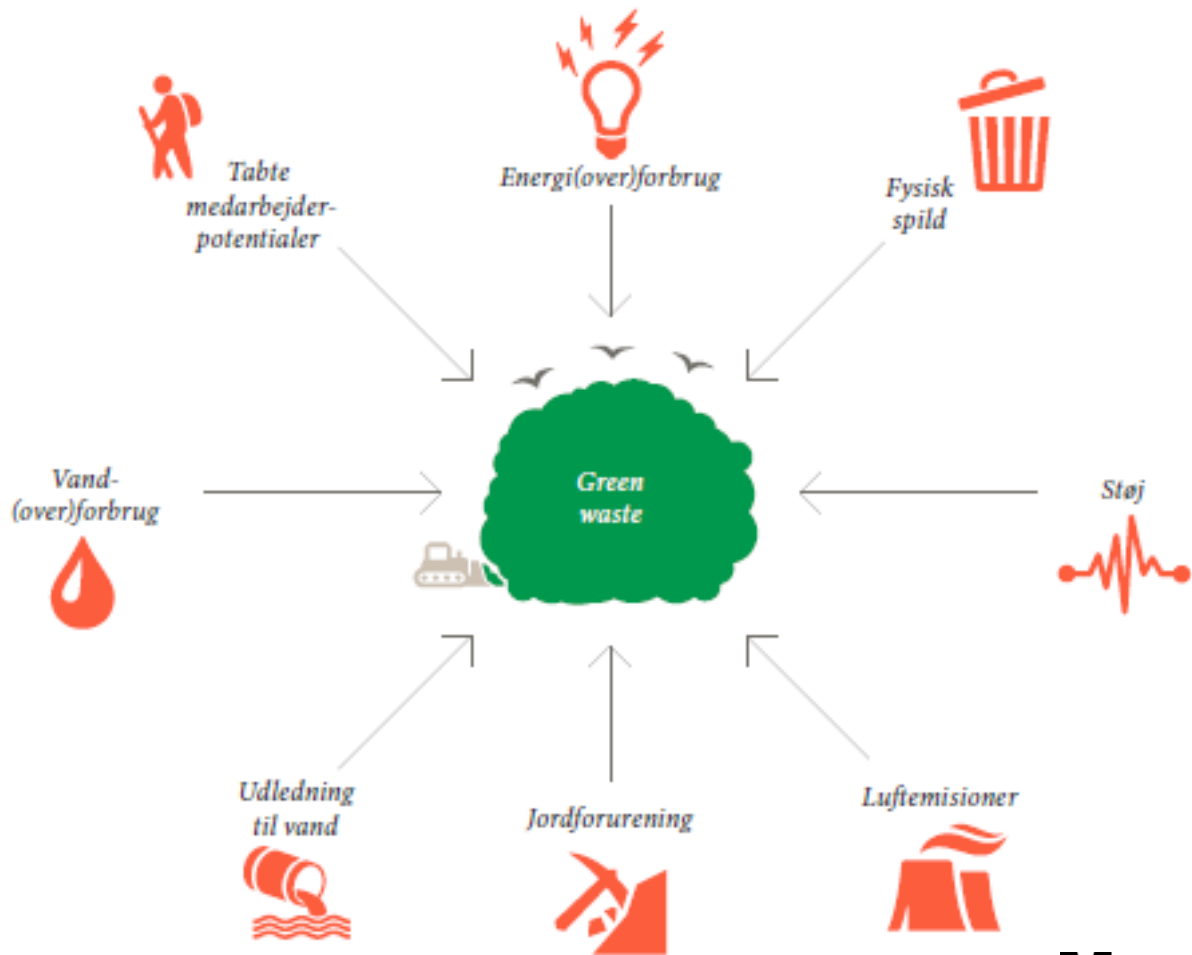 Energi(over)forbrug
Tabte
medarbejder-
potentialer
Fysisk
spild
Vand-
(over)forbrug
Green
waste
Støj
Udledning
til vand
Jordforurening
Luftemisioner